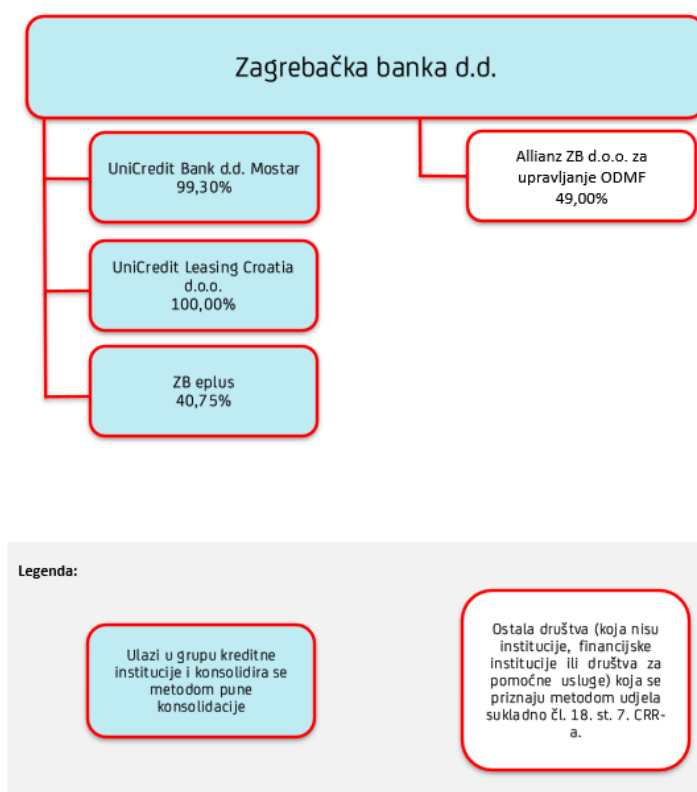 Zagrebačka banka d.d.
UniCredit Bank d.d. Mostar
99,30%
Allianz ZB d.o.o. za
upravljanje ODMF
49,00%
UniCredit Leasing Croatia
d.o.o.
100,00%
ZB eplus
40,75%
Legenda:
Ulazi u grupu kreditne
institucije i konsolidira se
metodom pune
konsolidacije
Ostala društva (koja nisu
institucije, financijske
institucije ili društva za
pomoćne usluge) koja se
priznaju metodom udjela
sukladno čl. 18. st. 7. CRR-
a.